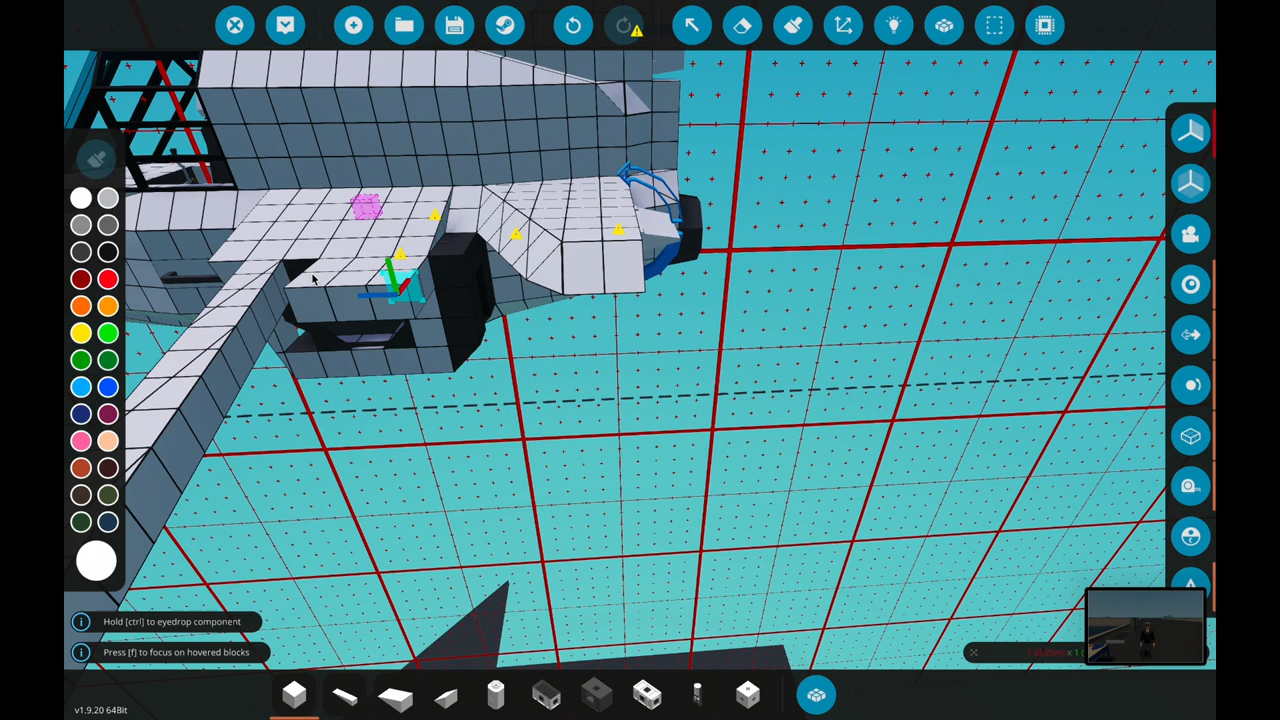 Hold [ctrl] to eyedrop component
Press [f] to focus on hovered blocks
v1.9.20 64Bit